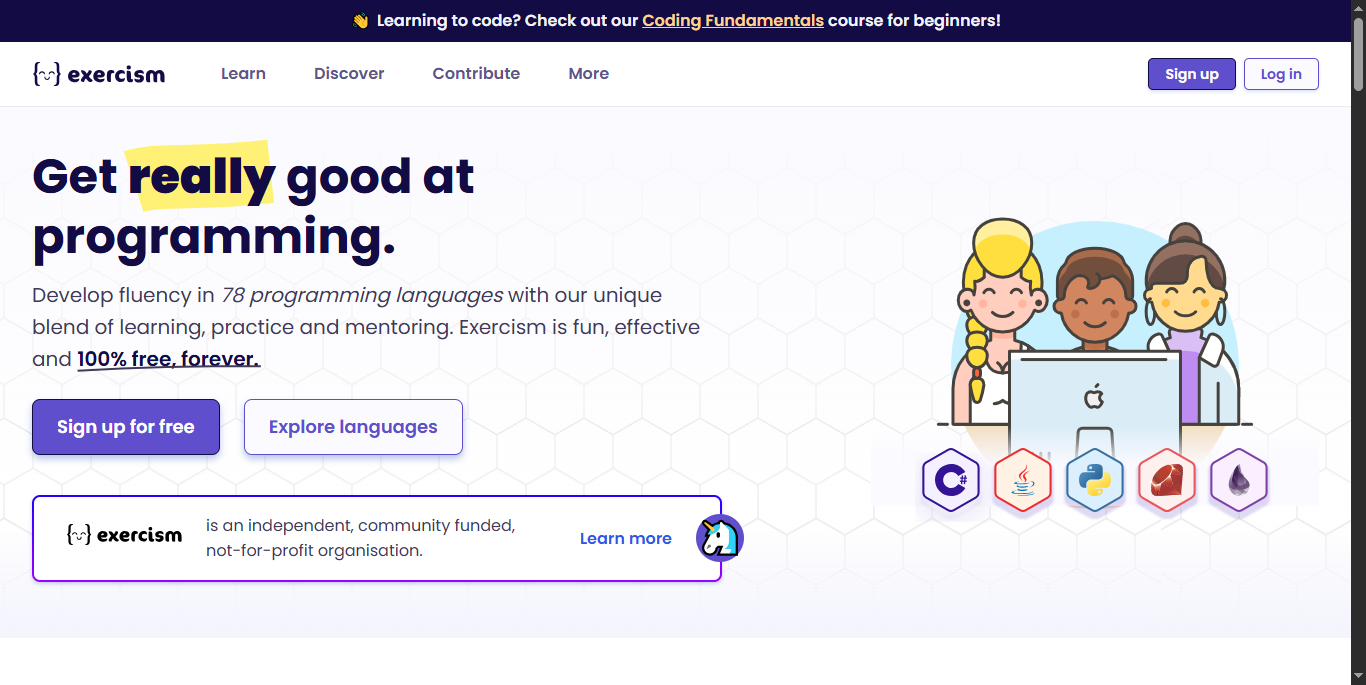 👋 Learning to code? Check out our Coding Fundamentals course for beginners!
exercism
Learn
Discover
Contribute
More
Sign up
Log in
Get really good at
programming.
Develop fluency in 78 programming languages with our unique
blend of learning, practice and mentoring. Exercism is fun, effective
and 100% free, forever.
Sign up for free
Explore languages
exercism
is an independent, community funded,
not-for-profit organisation.
Learn more
C#